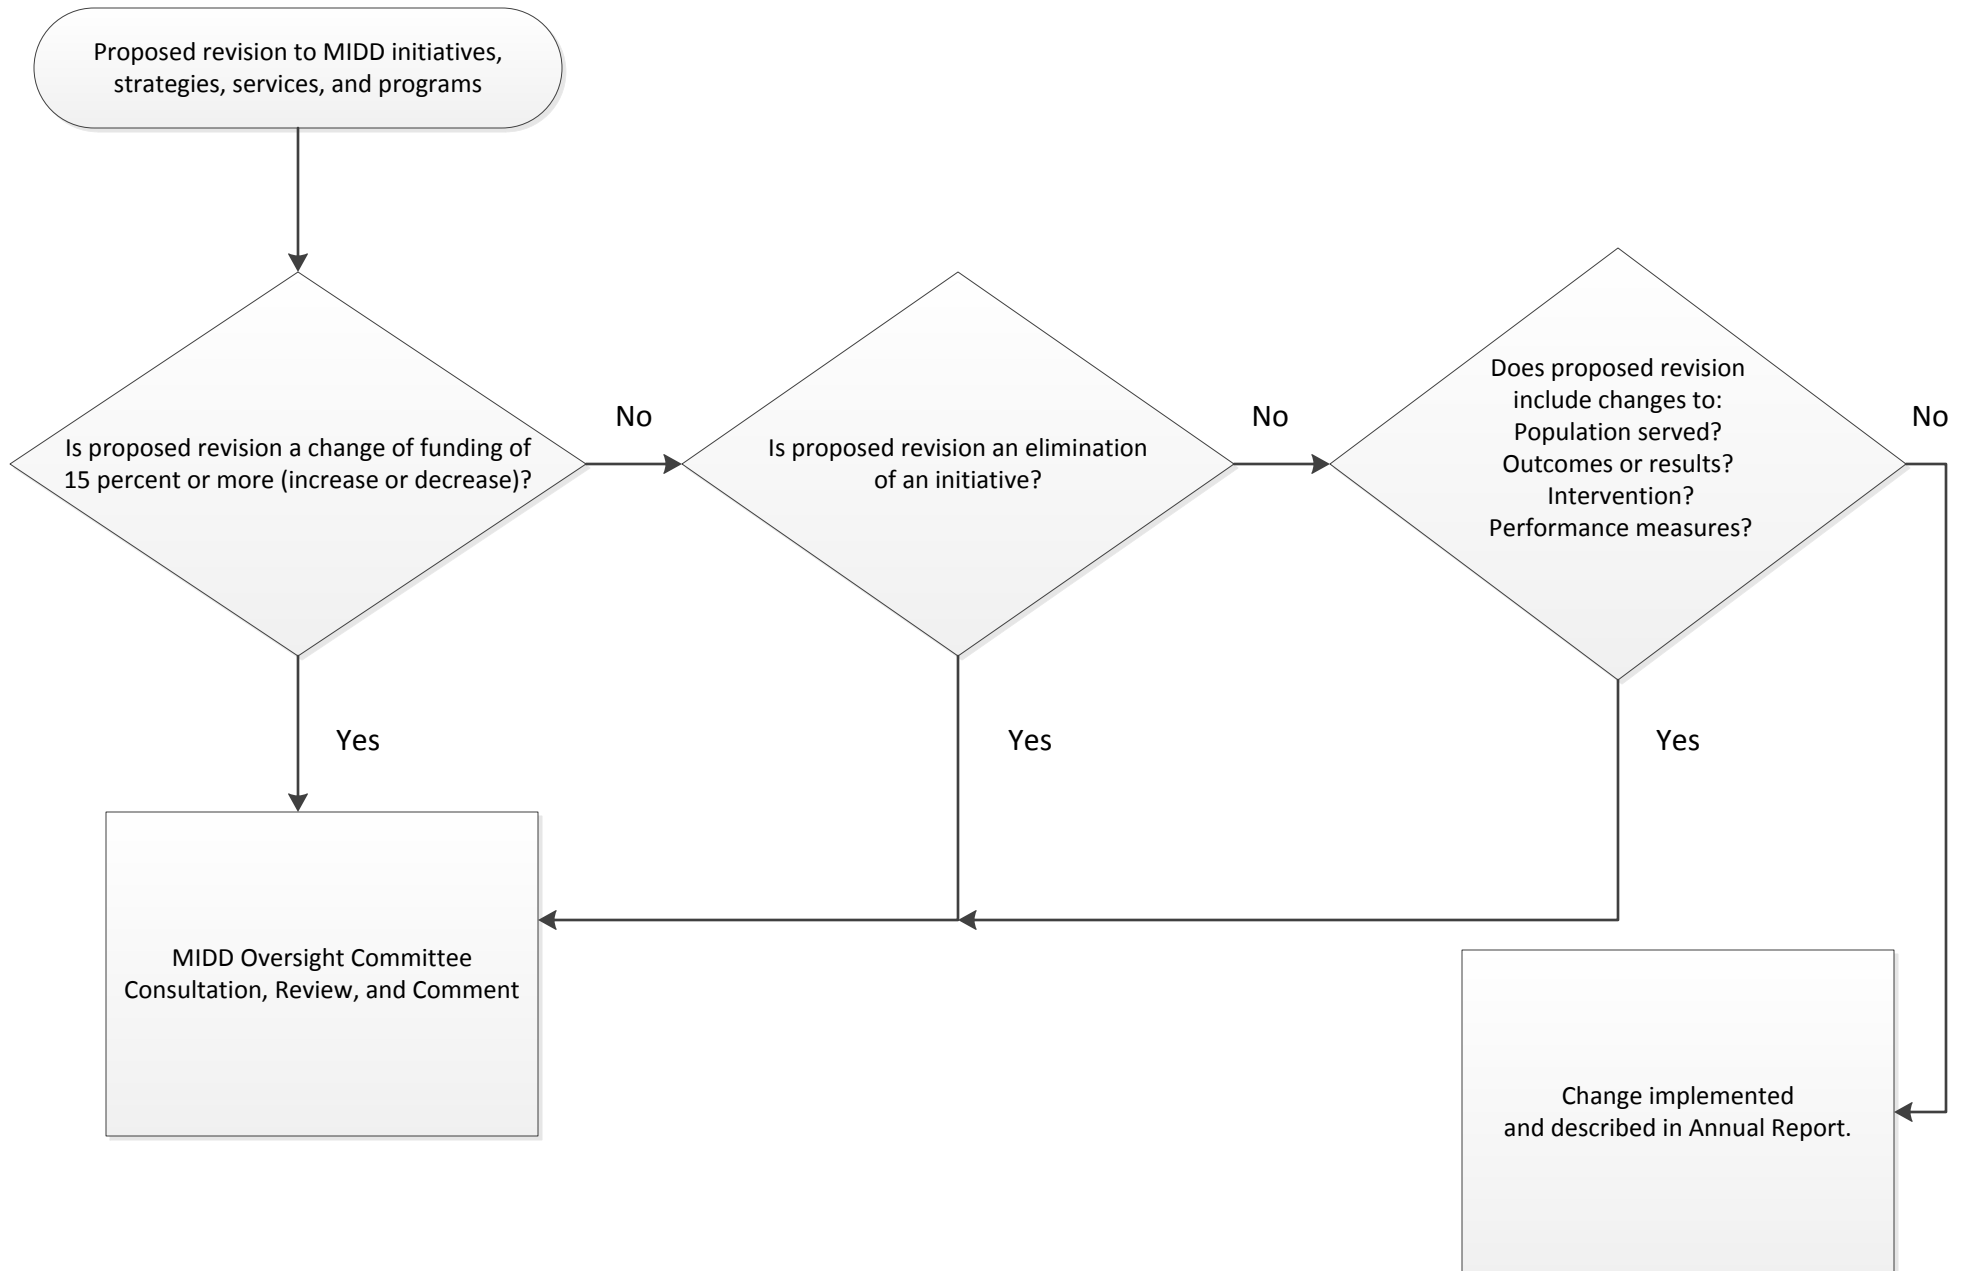 Proposed revision to MIDD initiatives,
strategies, services, and programs
Is proposed revision a change of funding of
15 percent or more (increase or decrease)?
No
Is proposed revision an elimination
of an initiative?
No
Does proposed revision
include changes to:
Population served?
Outcomes or results?
Intervention?
Performance measures?
No
Yes
Yes
Yes
MIDD Oversight Committee
Consultation, Review, and Comment
Change implemented
and described in Annual Report.